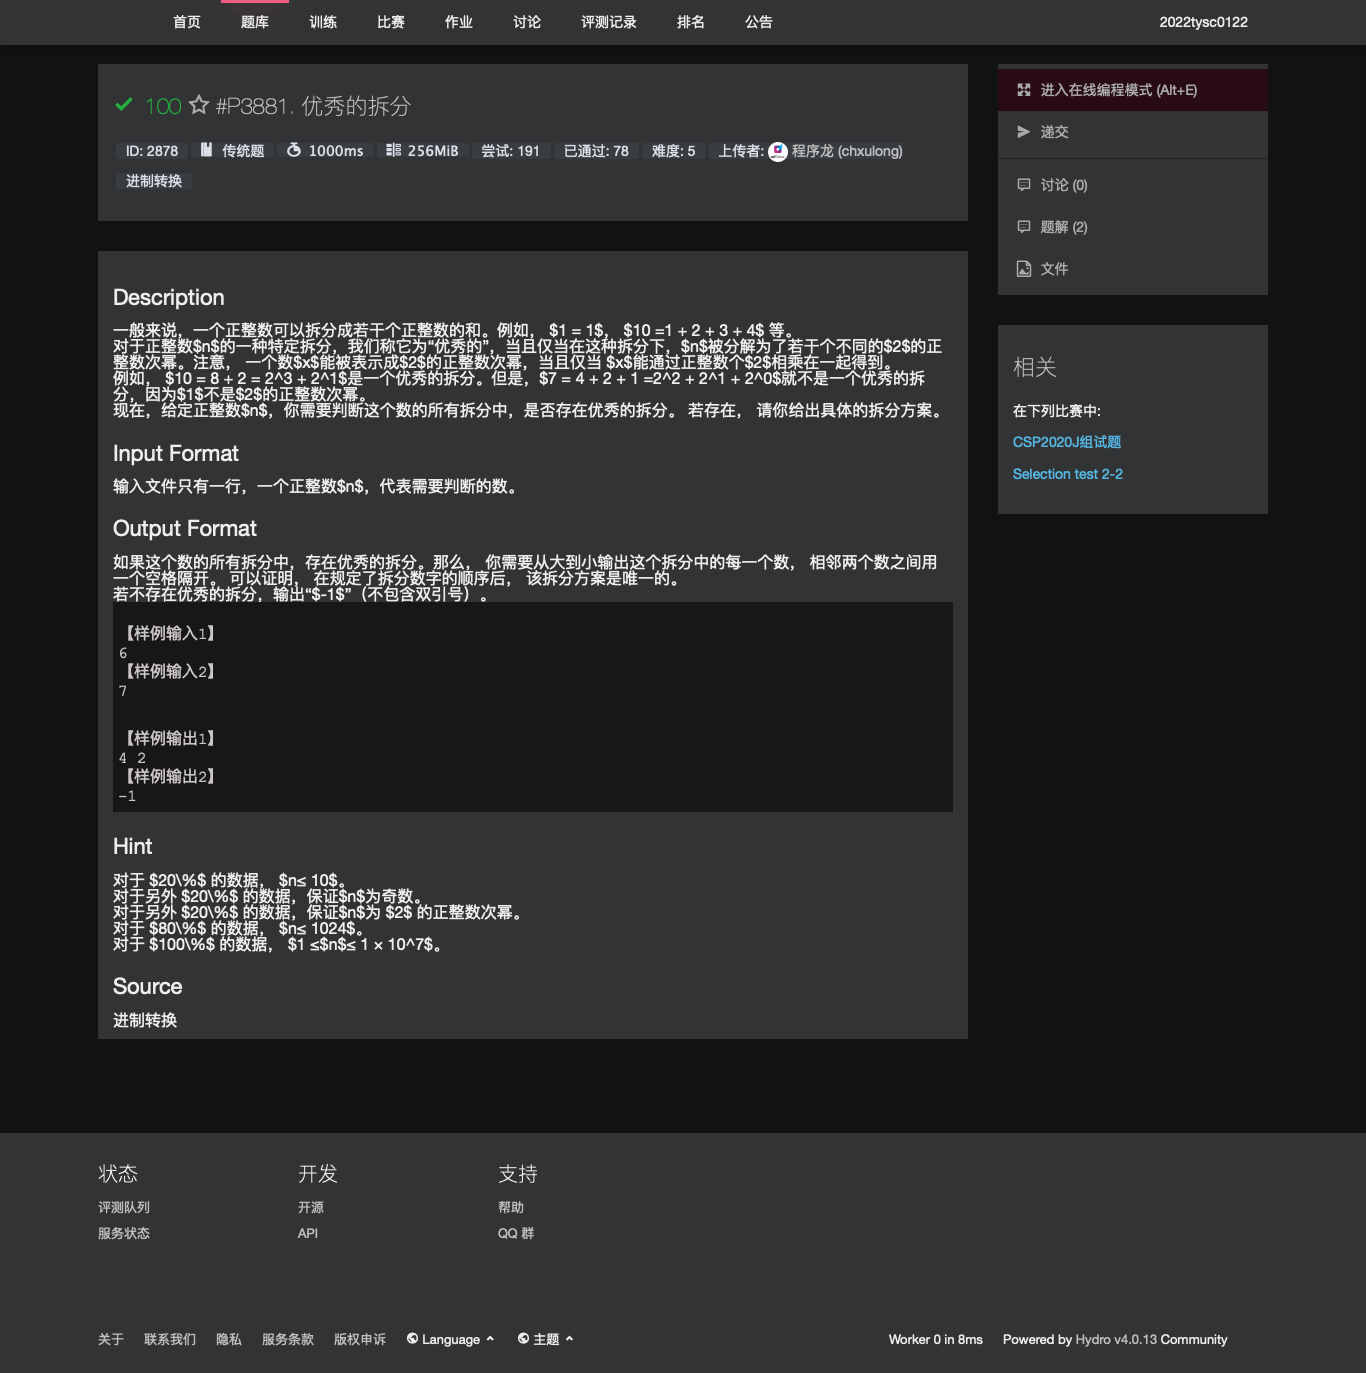 首页 题库 训练 比赛 作业 讨论 评测记录 排名 公告 2022tysc0122
100 #P3881. 优秀的拆分
ID: 2878 传统题 1000ms 256MiB 尝试: 191 已通过: 78 难度: 5 上传者: 程序龙 (chxulong)
进制转换
Description
一般来说，一个正整数可以拆分成若干个正整数的和。例如， $1 = 1$， $10 =1 + 2 + 3 + 4$ 等。
对于正整数$n$的一种特定拆分，我们称它为“优秀的”，当且仅当在这种拆分下，$n$被分解为了若干个不同的$2$的正
整数次幂。注意， 一个数$x$能被表示成$2$的正整数次幂，当且仅当 $x$能通过正整数个$2$相乘在一起得到。
例如， $10 = 8 + 2 = 2^3 + 2^1$是一个优秀的拆分。但是，$7 = 4 + 2 + 1 =2^2 + 2^1 + 2^0$就不是一个优秀的拆
分，因为$1$不是$2$的正整数次幂。
现在，给定正整数$n$，你需要判断这个数的所有拆分中，是否存在优秀的拆分。 若存在， 请你给出具体的拆分方案。
Input Format
输入文件只有一行，一个正整数$n$，代表需要判断的数。
Output Format
如果这个数的所有拆分中，存在优秀的拆分。那么， 你需要从大到小输出这个拆分中的每一个数， 相邻两个数之间用
一个空格隔开。 可以证明， 在规定了拆分数字的顺序后， 该拆分方案是唯一的。
若不存在优秀的拆分，输出“$-1$”（不包含双引号）。
【样例输入1】
6
【样例输入2】
7
【样例输出1】
4 2
【样例输出2】
-1
Hint
对于 $20\%$ 的数据， $n≤ 10$。
对于另外 $20\%$ 的数据，保证$n$为奇数。
对于另外 $20\%$ 的数据，保证$n$为 $2$ 的正整数次幂。
对于 $80\%$ 的数据， $n≤ 1024$。
对于 $100\%$ 的数据， $1 ≤$n$≤ 1 × 10^7$。
Source
进制转换
进入在线编程模式 (Alt+E)
递交
讨论 (0)
题解 (2)
文件
相关
在下列比赛中:
CSP2020J组试题
Selection test 2-2
状态 开发 支持
评测队列 开源 帮助
服务状态 API QQ 群
关于 联系我们 隐私 服务条款 版权申诉 Language 主题 Worker 0 in 8ms Powered by Hydro v4.0.13 Community